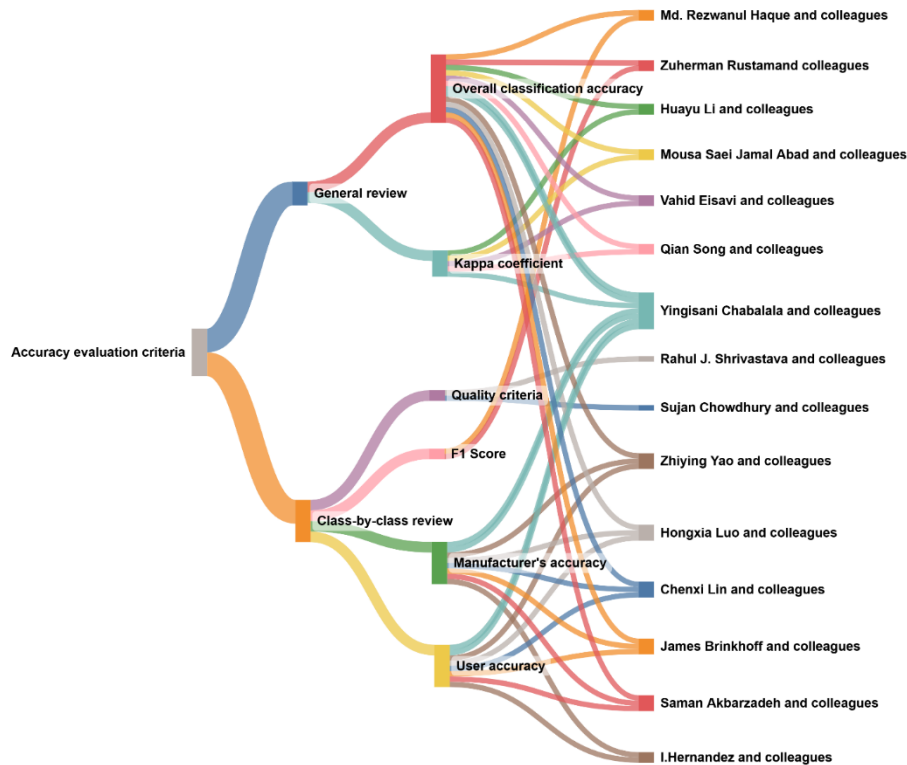 Accuracy evaluation criteria
General review
Class-by-class review
Overall classification accuracy
Kappa coefficient
Quality criteria
F1 Score
Manufacturer's accuracy
User accuracy
Md. Rezwanul Haque and colleagues
Zuherman Rustamand colleagues
Huayu Li and colleagues
Mousa Saei Jamal Abad and colleagues
Vahid Eisavi and colleagues
Qian Song and colleagues
Yingisani Chabalala and colleagues
Rahul J. Shrivastava and colleagues
Sujan Chowdhury and colleagues
Zhiying Yao and colleagues
Hongxia Luo and colleagues
Chenxi Lin and colleagues
James Brinkhoff and colleagues
Saman Akbarzadeh and colleagues
I.Hernandez and colleagues